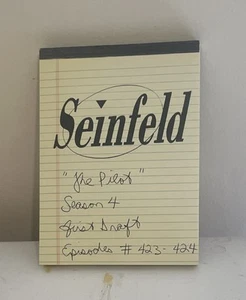 Seinfeld
"The Pilot"
Season 4
First Draft
Episodes # 423-424